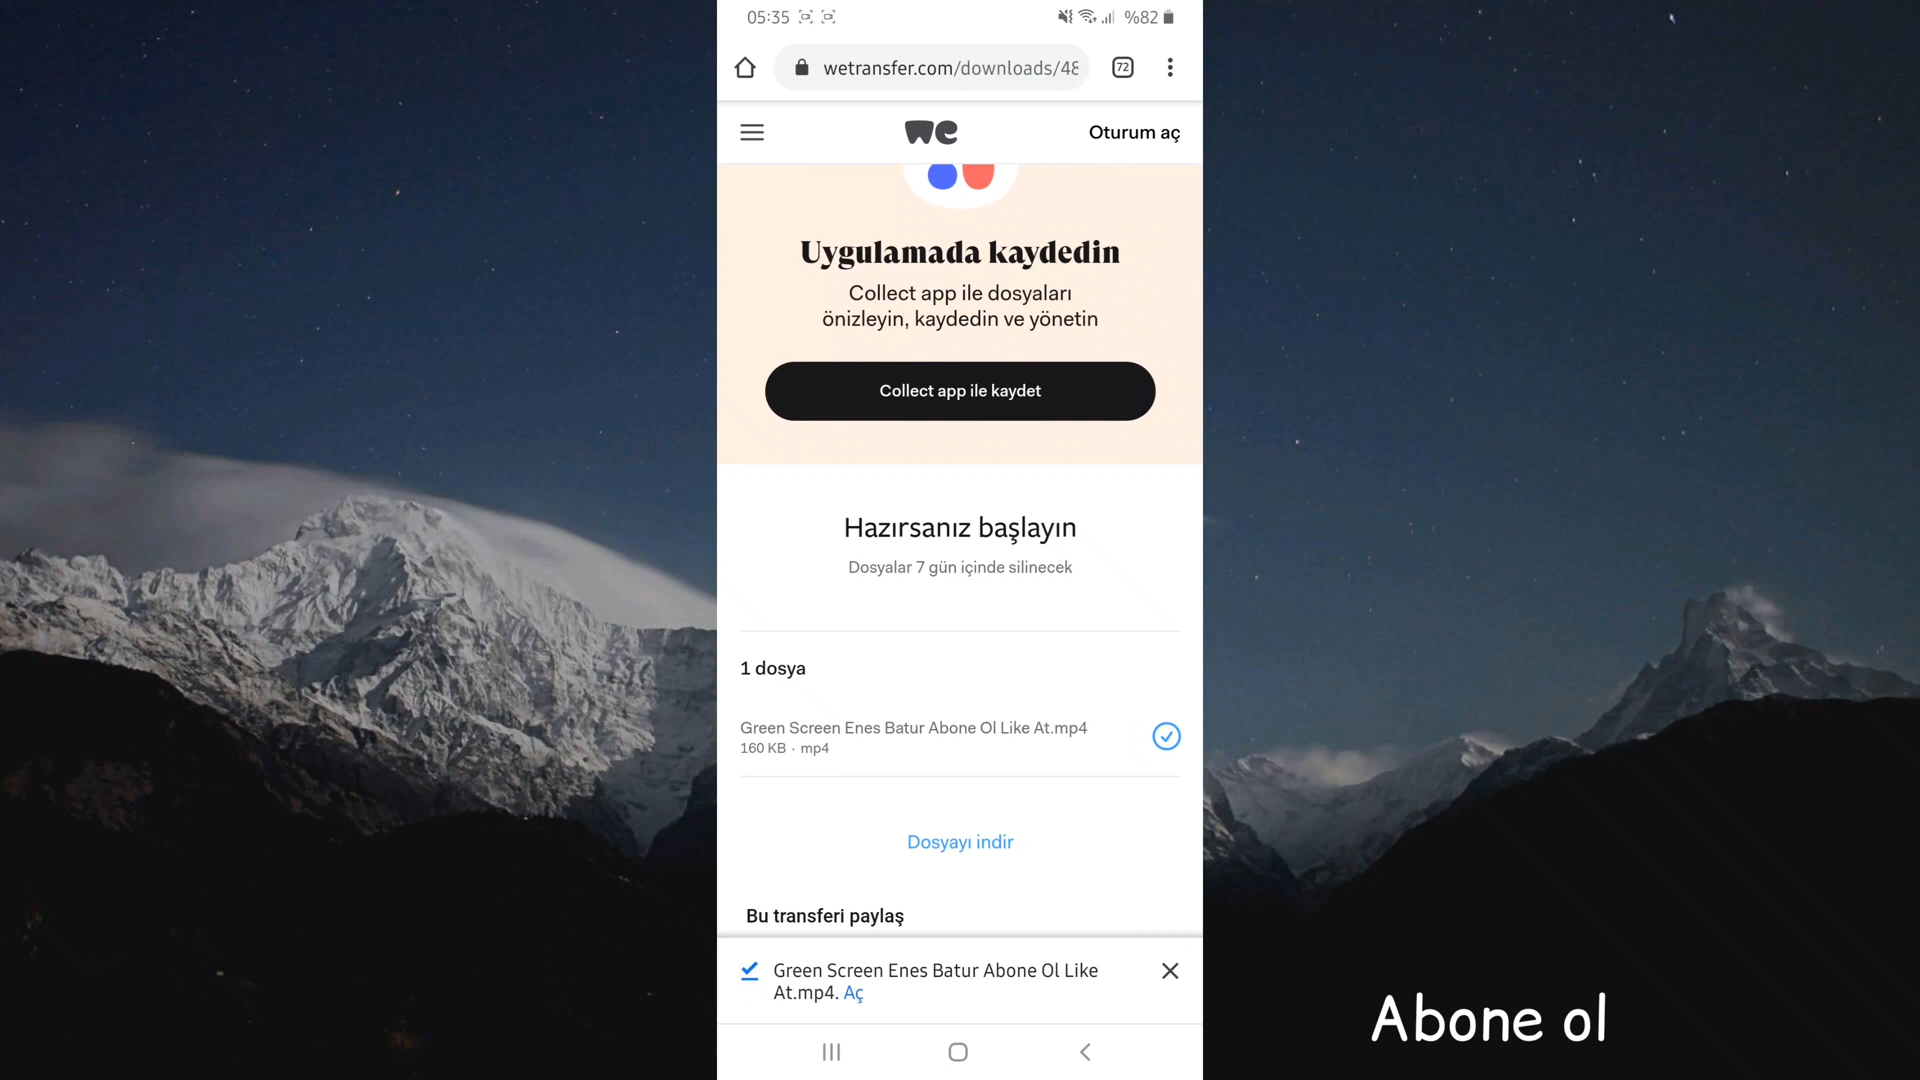 05:35
%82
wetransfer.com/downloads/48
72
we
Oturum aç
Uygulamada kaydedin
Collect app ile dosyaları
önizleyin, kaydedin ve yönetin
Collect app ile kaydet
Hazırsanız başlayın
Dosyalar 7 gün içinde silinecek
1 dosya
Green Screen Enes Batur Abone Ol Like At.mp4
160 KB · mp4
Dosyayı indir
Bu transferi paylaş
Green Screen Enes Batur Abone Ol Like
At.mp4. Aç
Abone ol